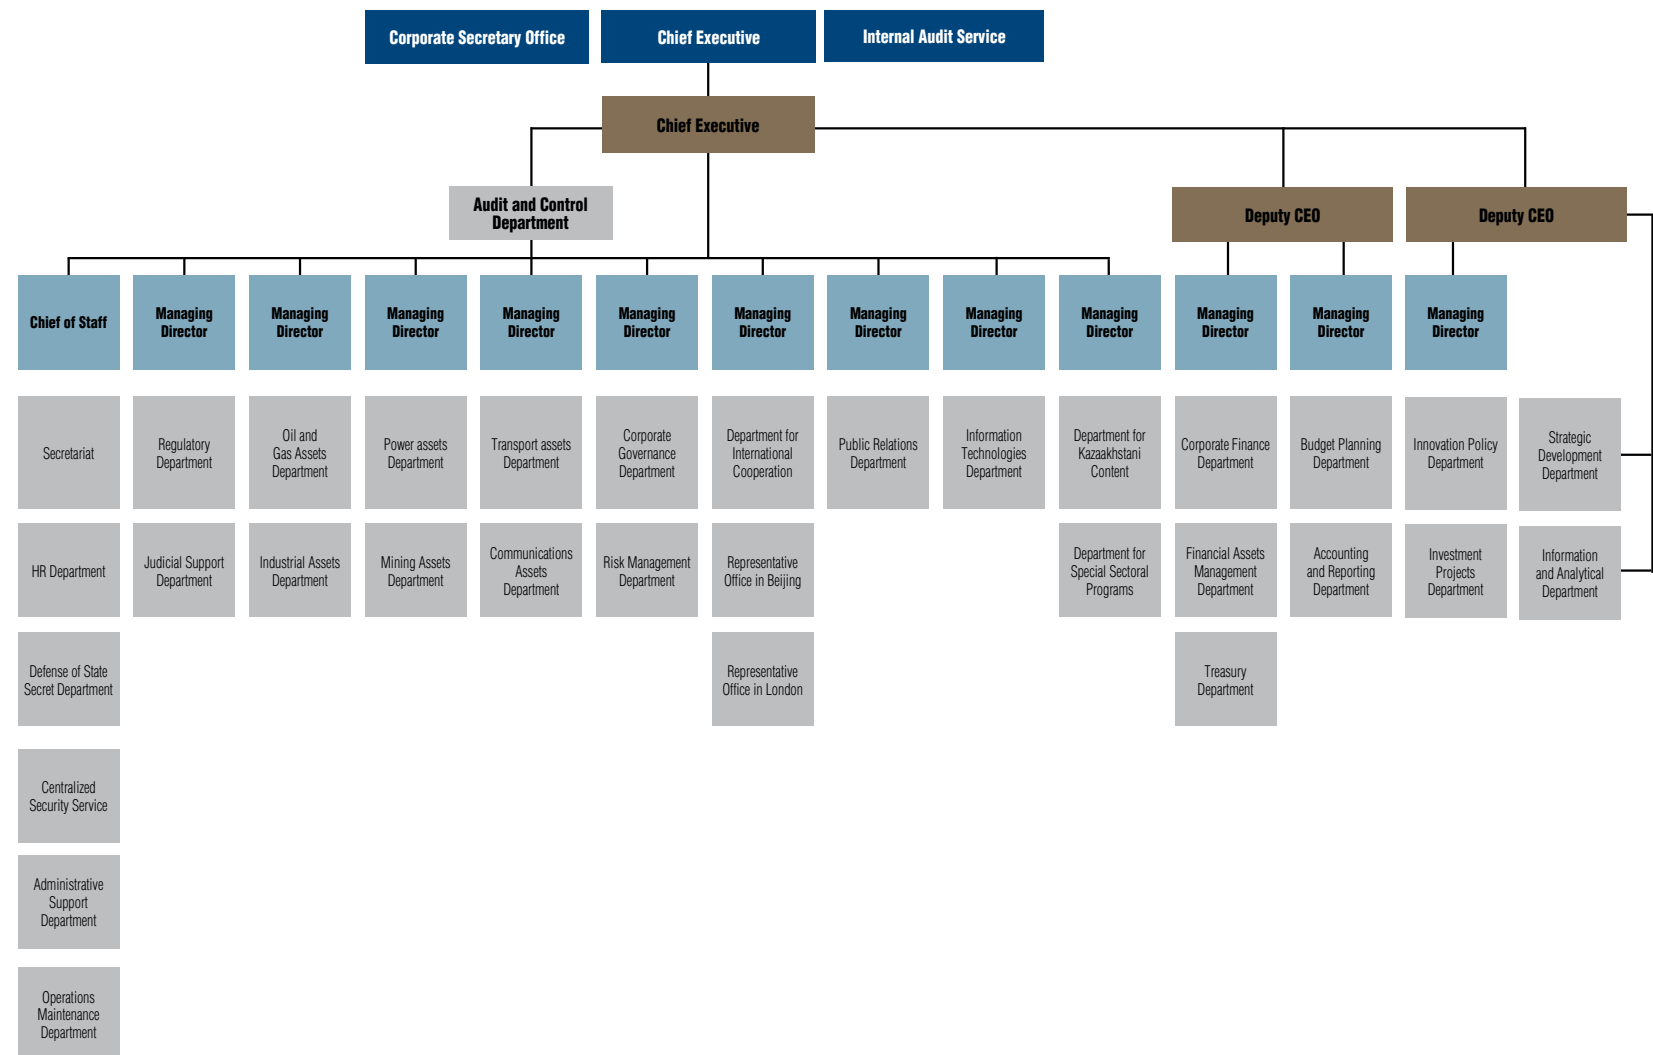 Corporate Secretary Office
Chief Executive
Internal Audit Service
Chief Executive
Audit and Control
Department
Deputy CEO
Deputy CEO
Chief of Staff
Managing
Director
Managing
Director
Managing
Director
Managing
Director
Managing
Director
Managing
Director
Managing
Director
Managing
Director
Managing
Director
Managing
Director
Managing
Director
Managing
Director
Secretariat
Regulatory
Department
Oil and
Gas Assets
Department
Power assets
Department
Transport assets
Department
Corporate
Governance
Department
Department for
International
Cooperation
Public Relations
Department
Information
Technologies
Department
Department for
Kazaakhstani
Content
Corporate Finance
Department
Budget Planning
Department
Innovation Policy
Department
Strategic
Development
Department
HR Department
Judicial Support
Department
Industrial Assets
Department
Mining Assets
Department
Communications
Assets
Department
Risk Management
Department
Representative
Office in Beijing
Department for
Special Sectoral
Programs
Financial Assets
Management
Department
Accounting
and Reporting
Department
Investment
Projects
Department
Information
and Analytical
Department
Defense of State
Secret Department
Representative
Office in London
Treasury
Department
Centralized
Security Service
Administrative
Support
Department
Operations
Maintenance
Department